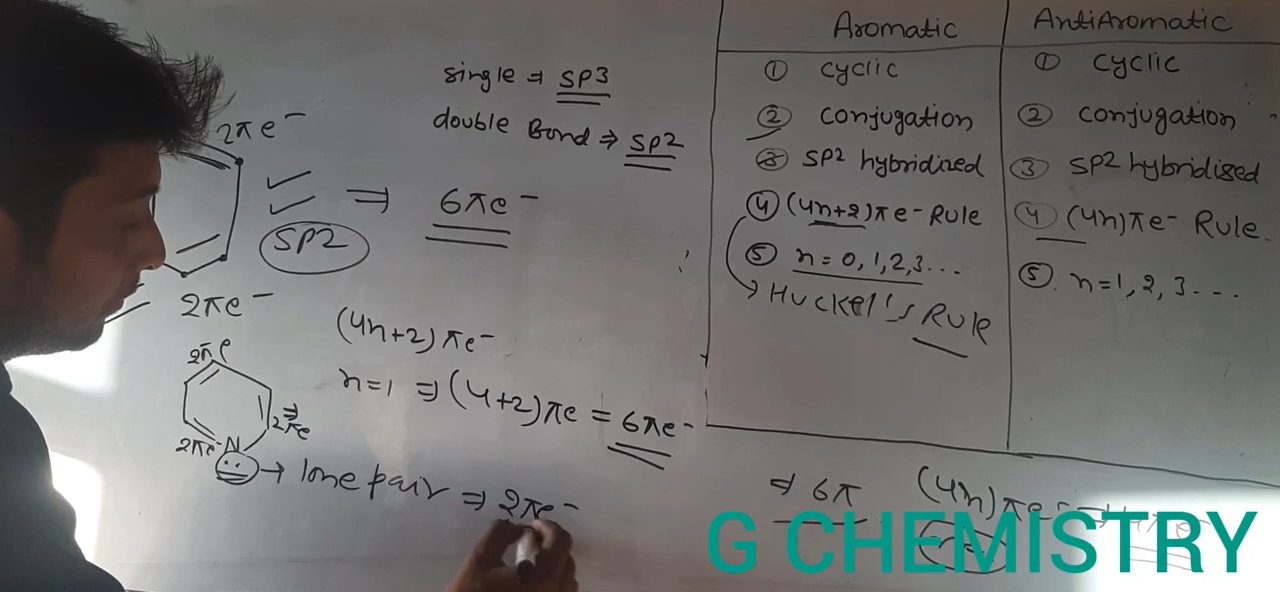 2πe⁻
SP2
2πe⁻
⇒ 6πe⁻
single ⇒ SP3
double Bond ⇒ SP2
(4n+2)πe⁻
n=1 ⇒ (4+2)πe = 6πe⁻
2πe
2πe
2πe
N
→ lone pair ⇒ 2πe⁻
Aromatic
① cyclic
② conjugation
③ SP2 hybridized
④ (4n+2)πe⁻ Rule
⑤ n=0,1,2,3...
→ Huckel's Rule
AntiAromatic
① cyclic
② conjugation
③ SP2 hybridized
④ (4n)πe⁻ Rule.
⑤ n=1,2,3---
⇒ 6π
(4n)πe⁻
G CHEMISTRY